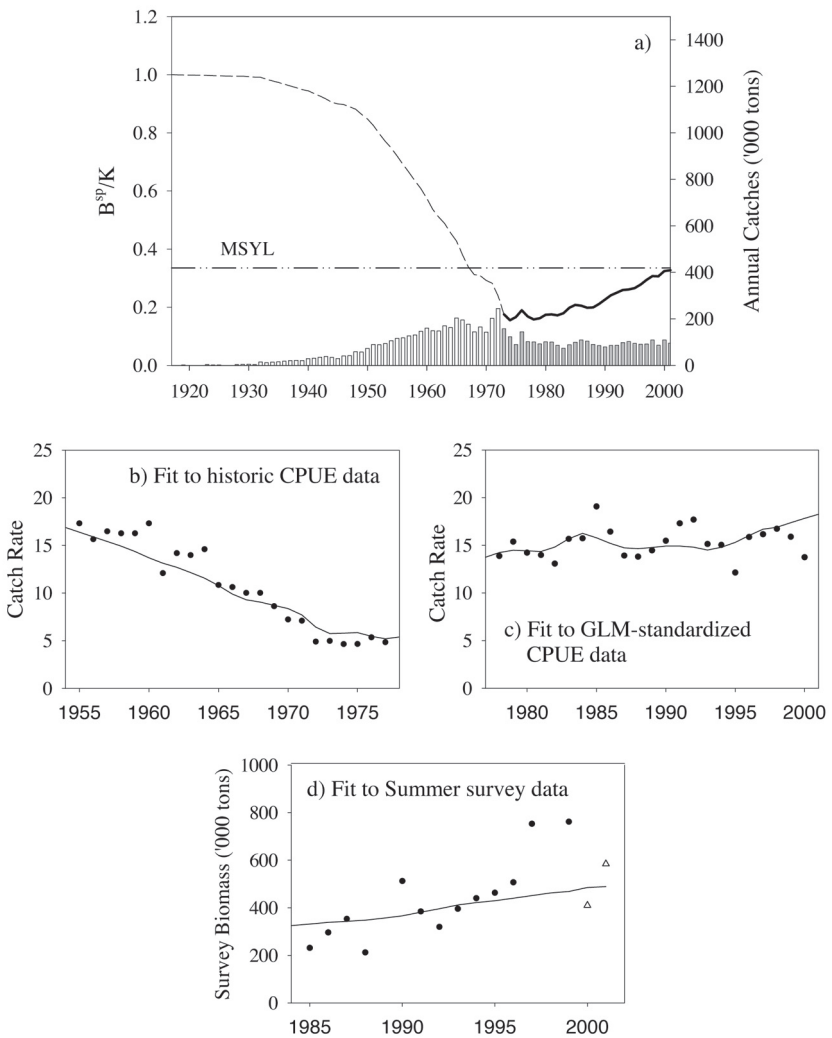 a)
B^sp/K
1.2
1.0
0.8
0.6
0.4
0.2
0.0
MSYL
Annual Catches ('000 tons)
1400
1200
1000
800
600
400
200
0
1920 1930 1940 1950 1960 1970 1980 1990 2000
b) Fit to historic CPUE data
Catch Rate
25
20
15
10
5
0
1955 1960 1965 1970 1975
Catch Rate
25
20
15
10
5
0
c) Fit to GLM-standardized
CPUE data
1980 1985 1990 1995 2000
d) Fit to Summer survey data
Survey Biomass ('000 tons)
1000
800
600
400
200
0
1985 1990 1995 2000